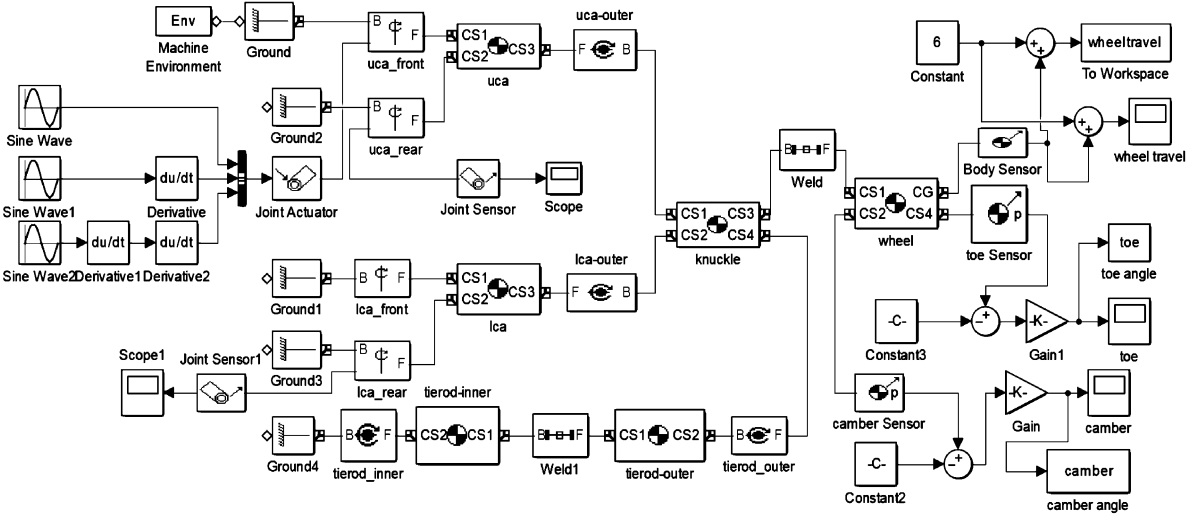 Env
Machine
Environment
Ground
B
F
uca_front
CS1
CS2
CS3
uca
uca-outer
F
B
6
Constant
+
+
wheeltravel
To Workspace
Sine Wave
Ground2
B
F
uca_rear
+
+
wheel travel
Body Sensor
B
F
Weld
Sine Wave1
du/dt
Derivative
Joint Actuator
Joint Sensor
Scope
CS1
CG
CS2
CS4
wheel
p
toe Sensor
Sine Wave2
du/dt
Derivative1
du/dt
Derivative2
CS1
CS3
CS2
CS4
knuckle
toe
toe angle
Ground1
B
F
lca_front
CS1
CS2
CS3
lca
lca-outer
F
B
-C-
Constant3
−
+
-K-
Gain1
toe
Scope1
Joint Sensor1
Ground3
B
F
lca_rear
tierod-inner
p
camber Sensor
-K-
Gain
camber
Ground4
B
F
tierod_inner
CS2
CS1
B
F
Weld1
CS1
CS2
tierod-outer
B
F
tierod_outer
-C-
Constant2
−
+
camber
camber angle